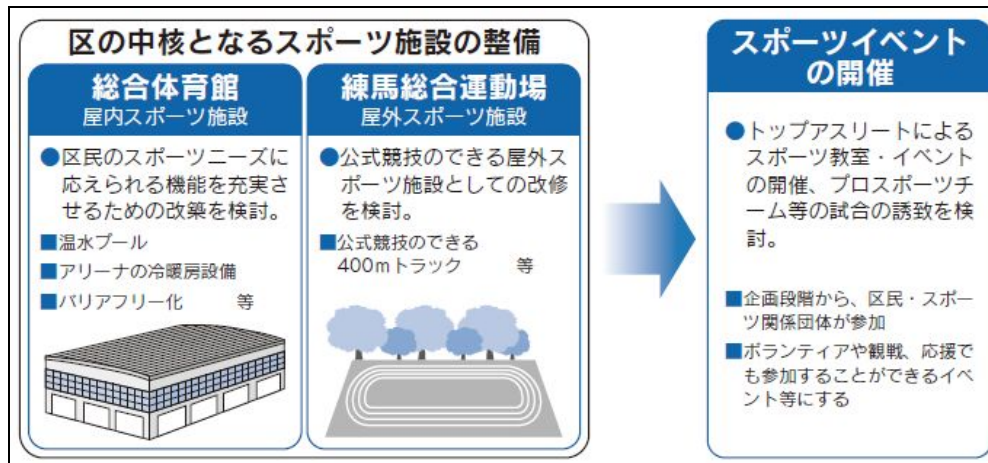 区の中核となるスポーツ施設の整備
総合体育館
屋内スポーツ施設
●区民のスポーツニーズに
応えられる機能を充実さ
せるための改築を検討。
■温水プール
■アリーナの冷暖房設備
■バリアフリー化 等
練馬総合運動場
屋外スポーツ施設
●公式競技のできる屋外ス
ポーツ施設としての改修
を検討。
■公式競技のできる
400mトラック 等
スポーツイベント
の開催
●トップアスリートによる
スポーツ教室・イベント
の開催、プロスポーツチ
ーム等の試合の誘致を検
討。
■企画段階から、区民・スポー
ツ関係団体が参加
■ボランティアや観戦、応援で
も参加することができるイベ
ント等にする